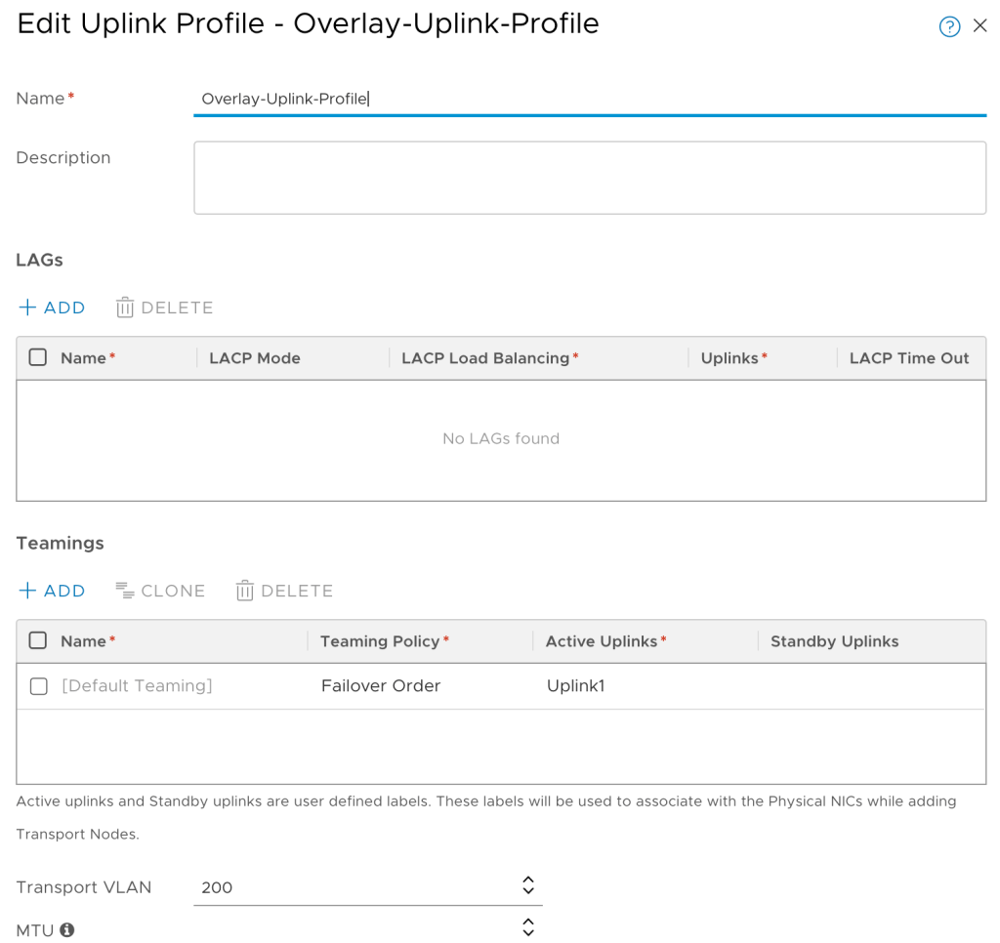 Edit Uplink Profile - Overlay-Uplink-Profile
Name* Overlay-Uplink-Profile
Description
LAGs
ADD DELETE
Name* LACP Mode LACP Load Balancing* Uplinks* LACP Time Out
No LAGs found
Teamings
ADD CLONE DELETE
Name* Teaming Policy* Active Uplinks* Standby Uplinks
[Default Teaming] Failover Order Uplink1
Active uplinks and Standby uplinks are user defined labels. These labels will be used to associate with the Physical NICs while adding
Transport Nodes.
Transport VLAN 200
MTU